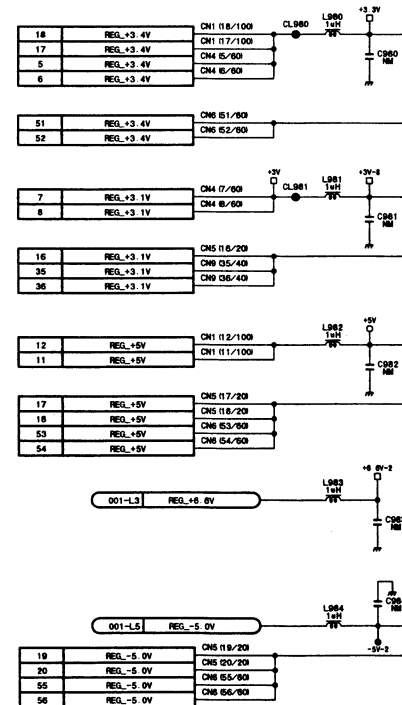 +3.3V
L980
1uH
CL980
CN1 (18/100)
18 REG_+3.4V
CN1 (17/100)
17 REG_+3.4V
CN4 (5/60)
5 REG_+3.4V
CN4 (6/60)
6 REG_+3.4V
C980
NM
CN6 (51/60)
51 REG_+3.4V
CN6 (52/60)
52 REG_+3.4V
+3V
CL981
L981
1uH
+3V-8
CN4 (7/60)
7 REG_+3.1V
CN4 (8/60)
8 REG_+3.1V
C981
NM
CN5 (16/20)
16 REG_+3.1V
CN9 (35/40)
35 REG_+3.1V
CN9 (36/40)
36 REG_+3.1V
+5V
L982
1uH
CN1 (12/100)
12 REG_+5V
CN1 (11/100)
11 REG_+5V
C982
NM
CN5 (17/20)
17 REG_+5V
CN5 (18/20)
18 REG_+5V
CN6 (53/60)
53 REG_+5V
CN6 (54/60)
54 REG_+5V
+6.6V-2
L983
1uH
001-L3 REG_+6.6V
C983
NM
C984
NM
L984
1uH
001-L5 REG_-5.0V
-5V-2
CN5 (19/20)
19 REG_-5.0V
CN5 (20/20)
20 REG_-5.0V
CN6 (55/60)
55 REG_-5.0V
CN6 (56/60)
56 REG_-5.0V